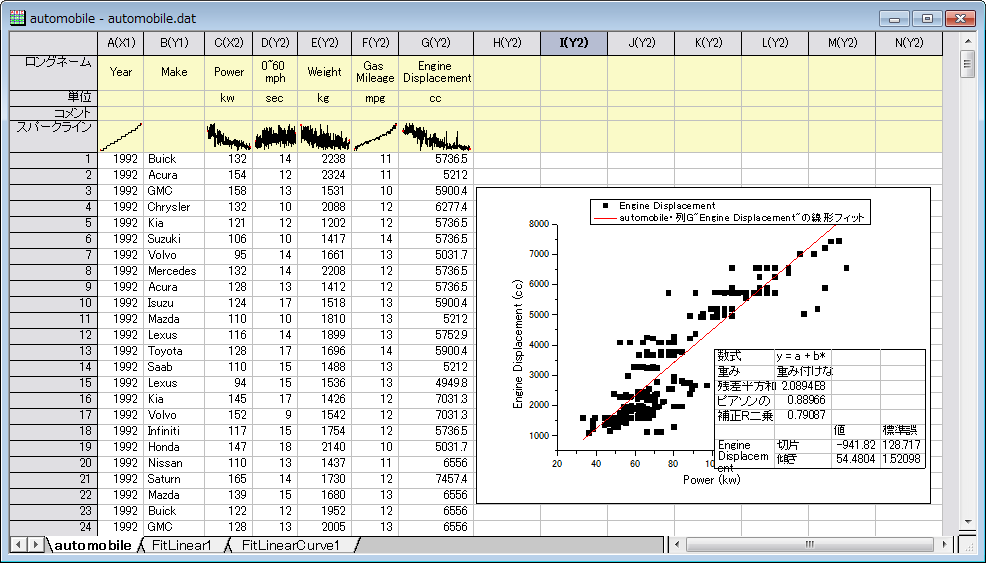 automobile - automobile.dat
A(X1) B(Y1) C(X2) D(Y2) E(Y2) F(Y2) G(Y2) H(Y2) I(Y2) J(Y2) K(Y2) L(Y2) M(Y2) N(Y2)
ロングネーム Year Make Power 0~60 mph Weight Gas Mileage Engine Displacement
単位 kw sec kg mpg cc
コメント
スパークライン
1 1992 Buick 132 14 2238 11 5736.5
2 1992 Acura 154 12 2324 11 5212
3 1992 GMC 158 13 1531 10 5900.4
4 1992 Chrysler 132 10 2088 12 6277.4
5 1992 Kia 121 12 1202 12 5736.5
6 1992 Suzuki 106 10 1417 14 5736.5
7 1992 Volvo 95 14 1661 13 5031.7
8 1992 Mercedes 132 14 2208 12 5736.5
9 1992 Acura 128 13 1412 12 5736.5
10 1992 Isuzu 124 17 1518 13 5900.4
11 1992 Mazda 110 10 1810 13 5212
12 1992 Lexus 116 14 1899 13 5752.9
13 1992 Toyota 128 17 1696 14 5900.4
14 1992 Saab 110 15 1488 13 5212
15 1992 Lexus 94 15 1536 13 4949.8
16 1992 Kia 145 17 1426 12 7031.3
17 1992 Volvo 152 9 1542 12 7031.3
18 1992 Infiniti 117 15 1754 12 5736.5
19 1992 Honda 147 18 2140 10 5031.7
20 1992 Nissan 110 13 1437 11 6556
21 1992 Saturn 165 14 1730 12 7457.4
22 1992 Mazda 139 15 1680 13 6556
23 1992 Buick 122 12 1952 12 6556
24 1992 GMC 128 13 2005 13 6556
Engine Displacement
automobile・列G"Engine Displacement"の線形フィット
8000
7000
6000
5000
4000
3000
2000
1000
Engine Displacement (cc)
20 40 60 80
Power (kw)
数式 y = a + b*
重み 重み付けな
残差半方和 2.0894E8
ピアソンの 0.88966
補正R二乗 0.79087
値 標準誤
Engine Displacement 切片 -941.82 128.717
傾き 54.4804 1.52098
automobile FitLinear1 FitLinearCurve1